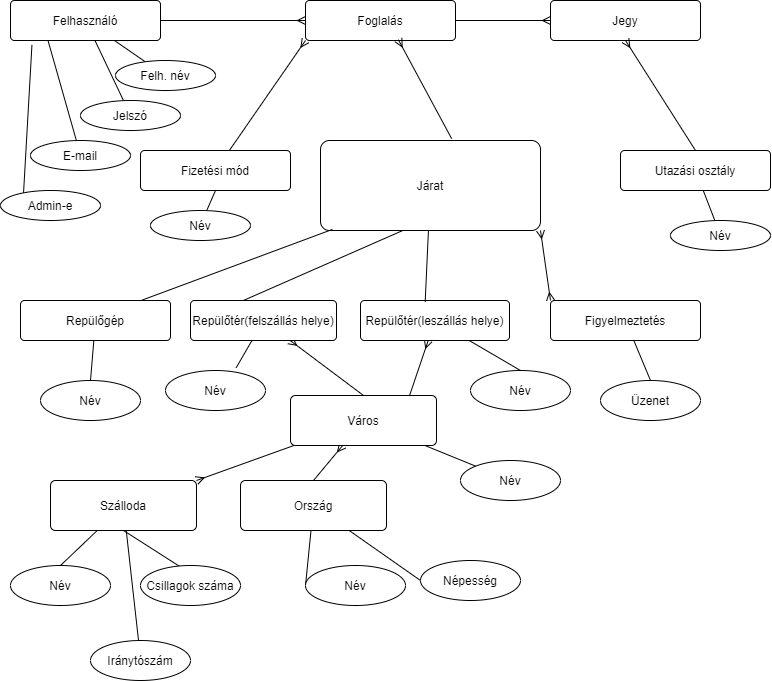 Felhasználó
Foglalás
Jegy
Felh. név
Jelszó
E-mail
Admin-e
Fizetési mód
Név
Járat
Utazási osztály
Név
Repülőgép
Repülőtér(felszállás helye)
Repülőtér(leszállás helye)
Figyelmeztetés
Név
Név
Név
Üzenet
Város
Név
Szálloda
Ország
Név
Csillagok száma
Név
Népesség
Iránytószám